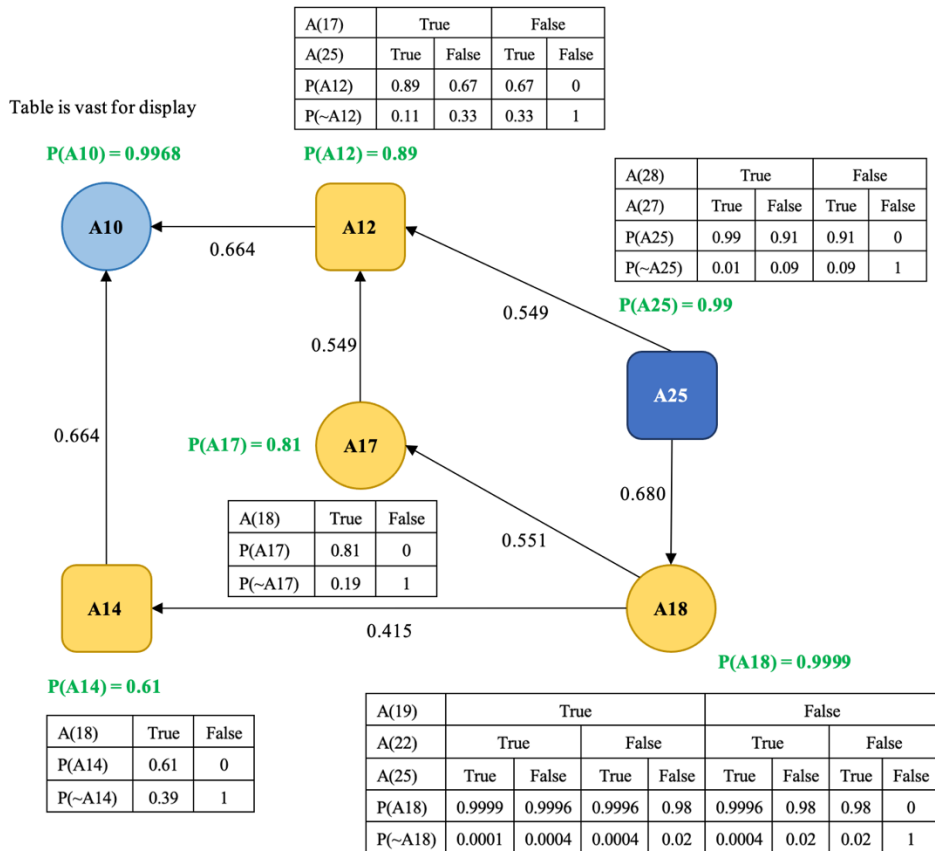 A(17) True False
A(25) True False True False
P(A12) 0.89 0.67 0.67 0
P(~A12) 0.11 0.33 0.33 1
Table is vast for display
P(A10) = 0.9968
P(A12) = 0.89
A(28) True False
A(27) True False True False
P(A25) 0.99 0.91 0.91 0
P(~A25) 0.01 0.09 0.09 1
A10
A12
0.664
P(A25) = 0.99
0.549
0.549
A25
0.664
P(A17) = 0.81
A17
0.680
A(18) True False
P(A17) 0.81 0
P(~A17) 0.19 1
0.551
A14
A18
0.415
P(A18) = 0.9999
P(A14) = 0.61
A(18) True False
P(A14) 0.61 0
P(~A14) 0.39 1
A(19) True False
A(22) True False True False
A(25) True False True False True False True False
P(A18) 0.9999 0.9996 0.9996 0.98 0.9996 0.98 0.98 0
P(~A18) 0.0001 0.0004 0.0004 0.02 0.0004 0.02 0.02 1